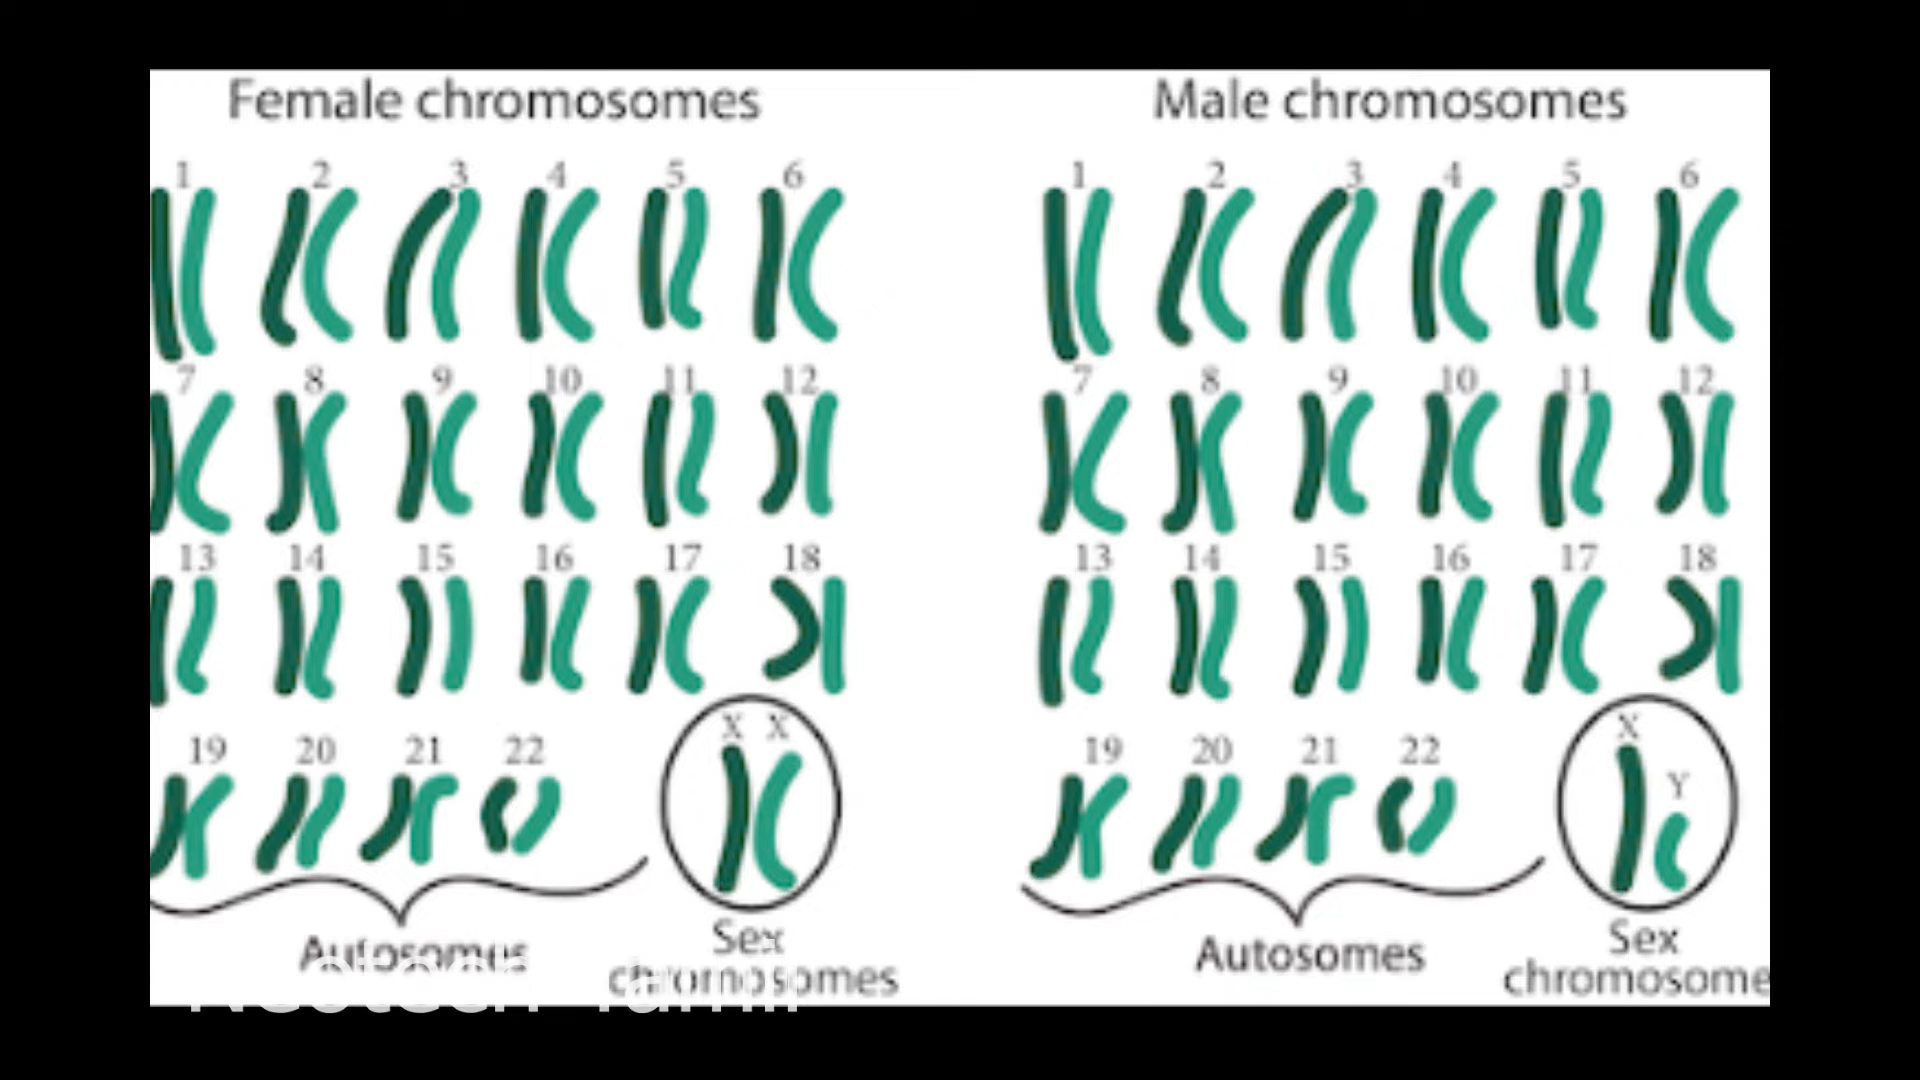 Female chromosomes
1 2 3 4 5 6
7 8 9 10 11 12
13 14 15 16 17 18
19 20 21 22
X X
Autosomes
Sex
chromosomes
Male chromosomes
1 2 3 4 5 6
7 8 9 10 11 12
13 14 15 16 17 18
19 20 21 22
X
Y
Autosomes
Sex
chromosome
Neotech Tamil